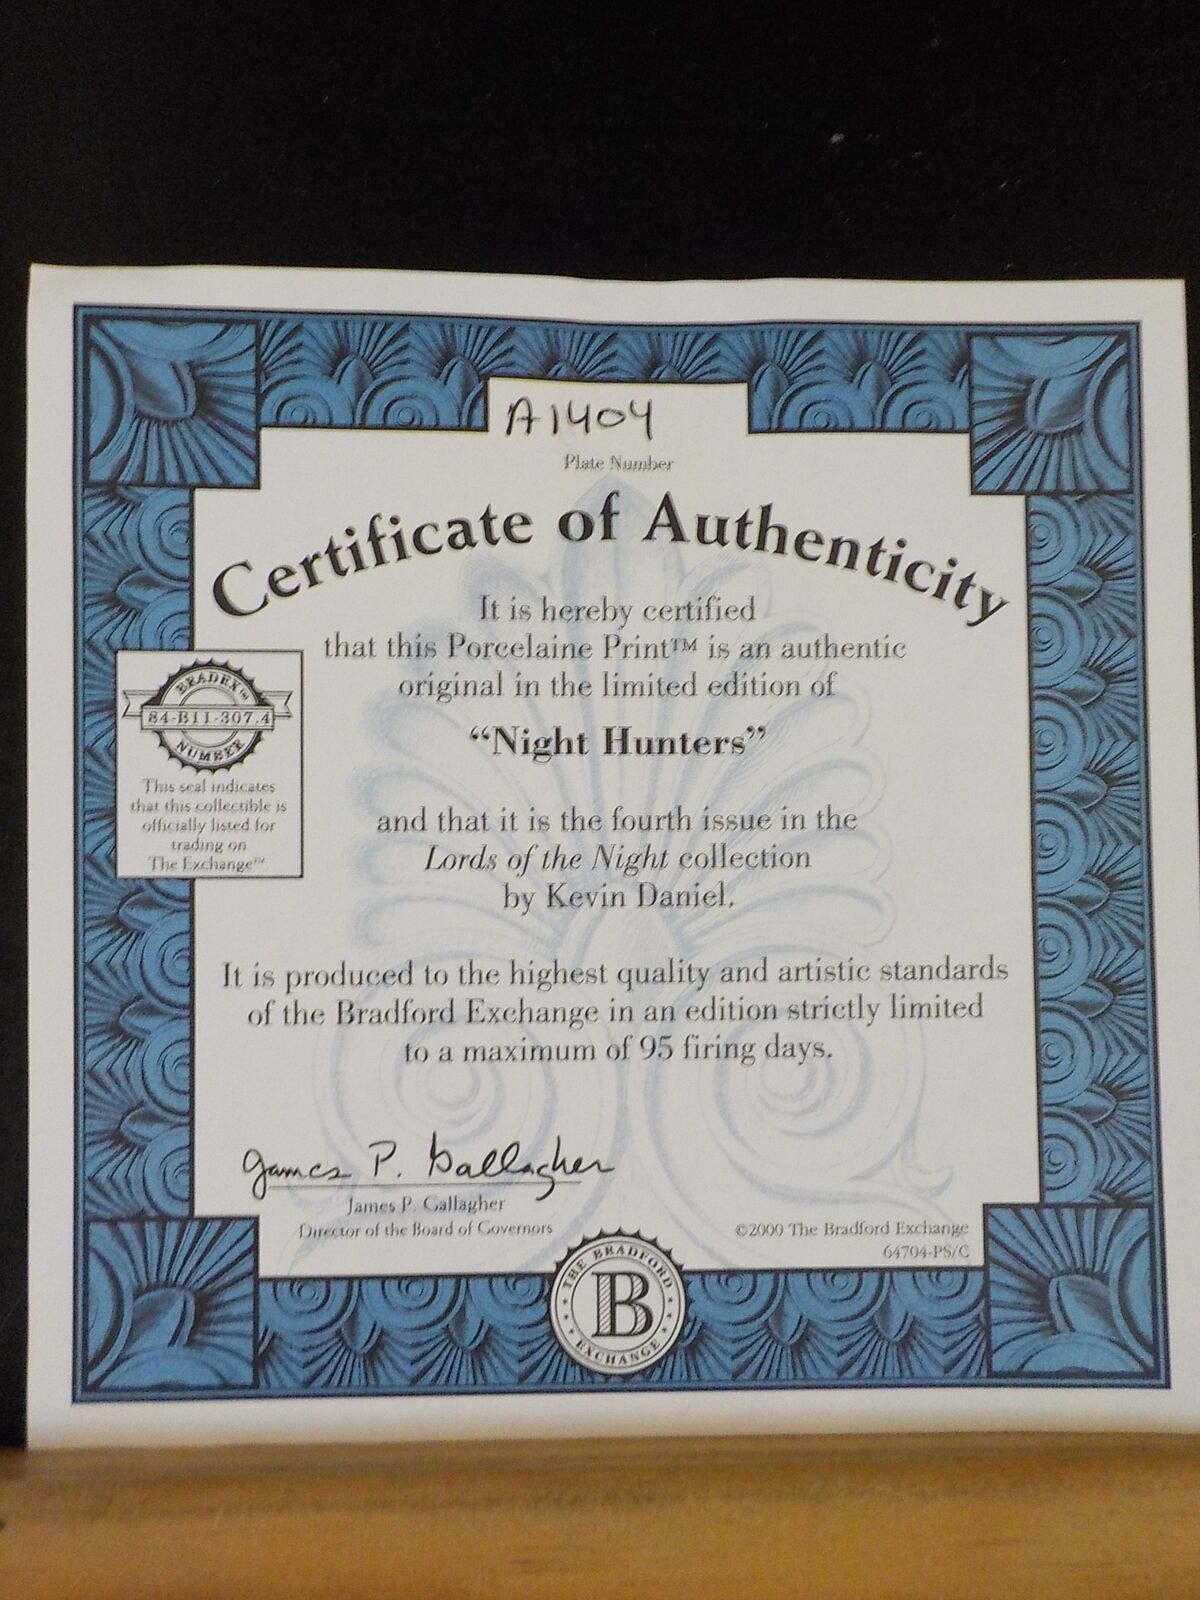 A1404
Plate Number
Certificate of Authenticity
It is hereby certified
that this Porcelaine Print™ is an authentic
original in the limited edition of
“Night Hunters”
and that it is the fourth issue in the
Lords of the Night collection
by Kevin Daniel.
BRADEX™
84-B11-307.4
NUMBER
This seal indicates
that this collectible is
officially listed for
trading on
The Exchange™
It is produced to the highest quality and artistic standards
of the Bradford Exchange in an edition strictly limited
to a maximum of 95 firing days.
James P. Gallagher
James P. Gallagher
Director of the Board of Governors
©2000 The Bradford Exchange
64704-PS/C
THE BRADFORD
B
EXCHANGE